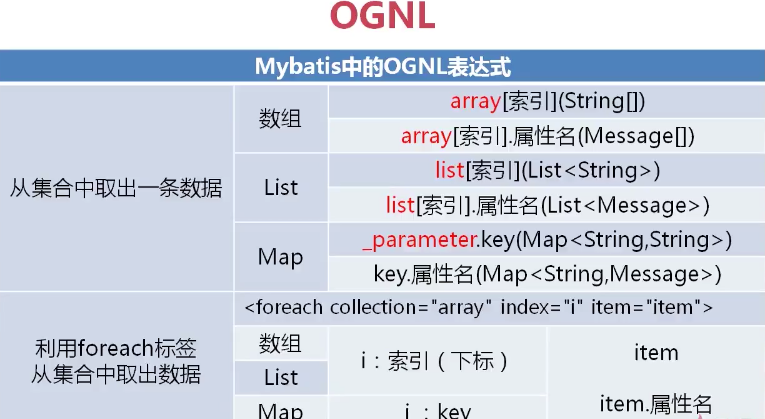 OGNL
Mybatis中的OGNL表达式
从集合中取出一条数据
数组
array[索引](String[])
array[索引].属性名(Message[])
List
list[索引](List<String>)
list[索引].属性名(List<Message>)
Map
_parameter.key(Map<String,String>)
key.属性名(Map<String,Message>)
利用foreach标签
从集合中取出数据
<foreach collection="array" index="i" item="item">
数组
List
i：索引（下标）
item
Map
i ：key
item.属性名